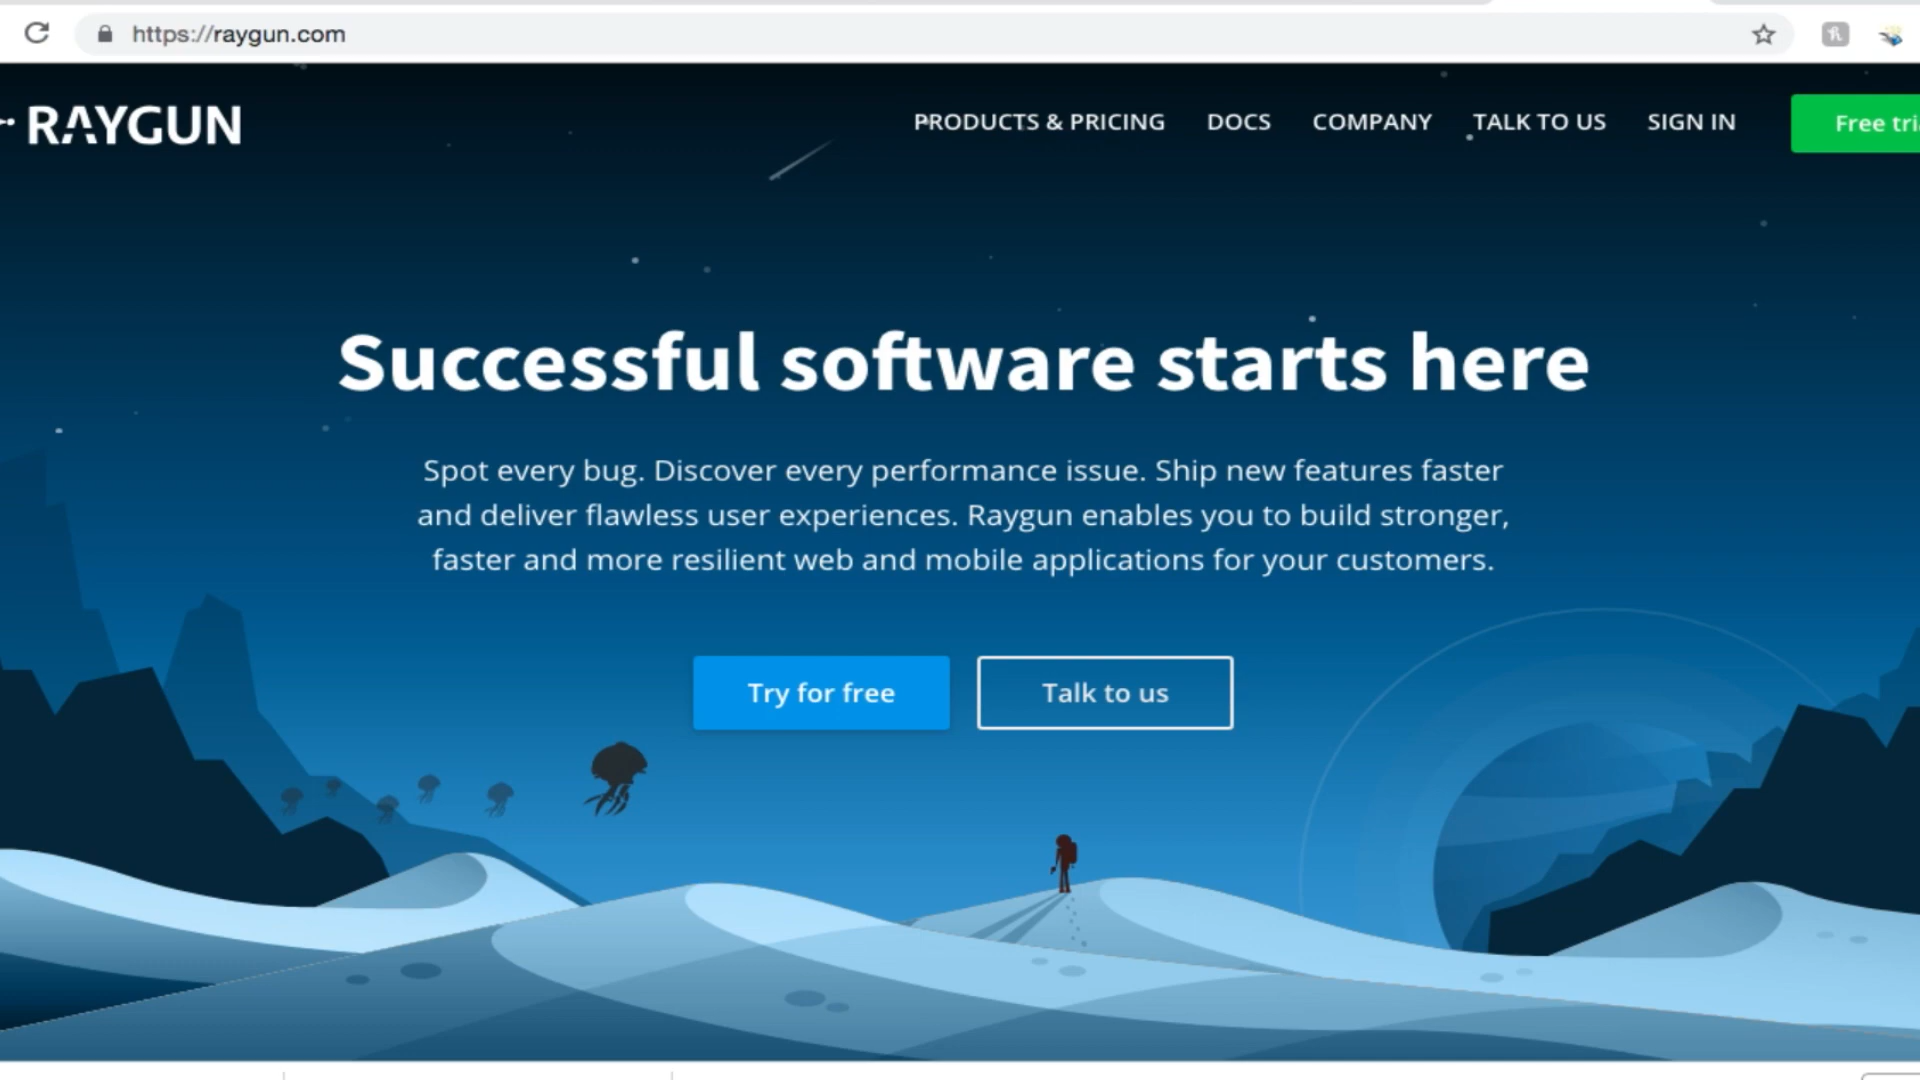 https://raygun.com
RAYGUN
PRODUCTS & PRICING DOCS COMPANY TALK TO US SIGN IN Free
Successful software starts here
Spot every bug. Discover every performance issue. Ship new features faster
and deliver flawless user experiences. Raygun enables you to build stronger,
faster and more resilient web and mobile applications for your customers.
Try for free Talk to us